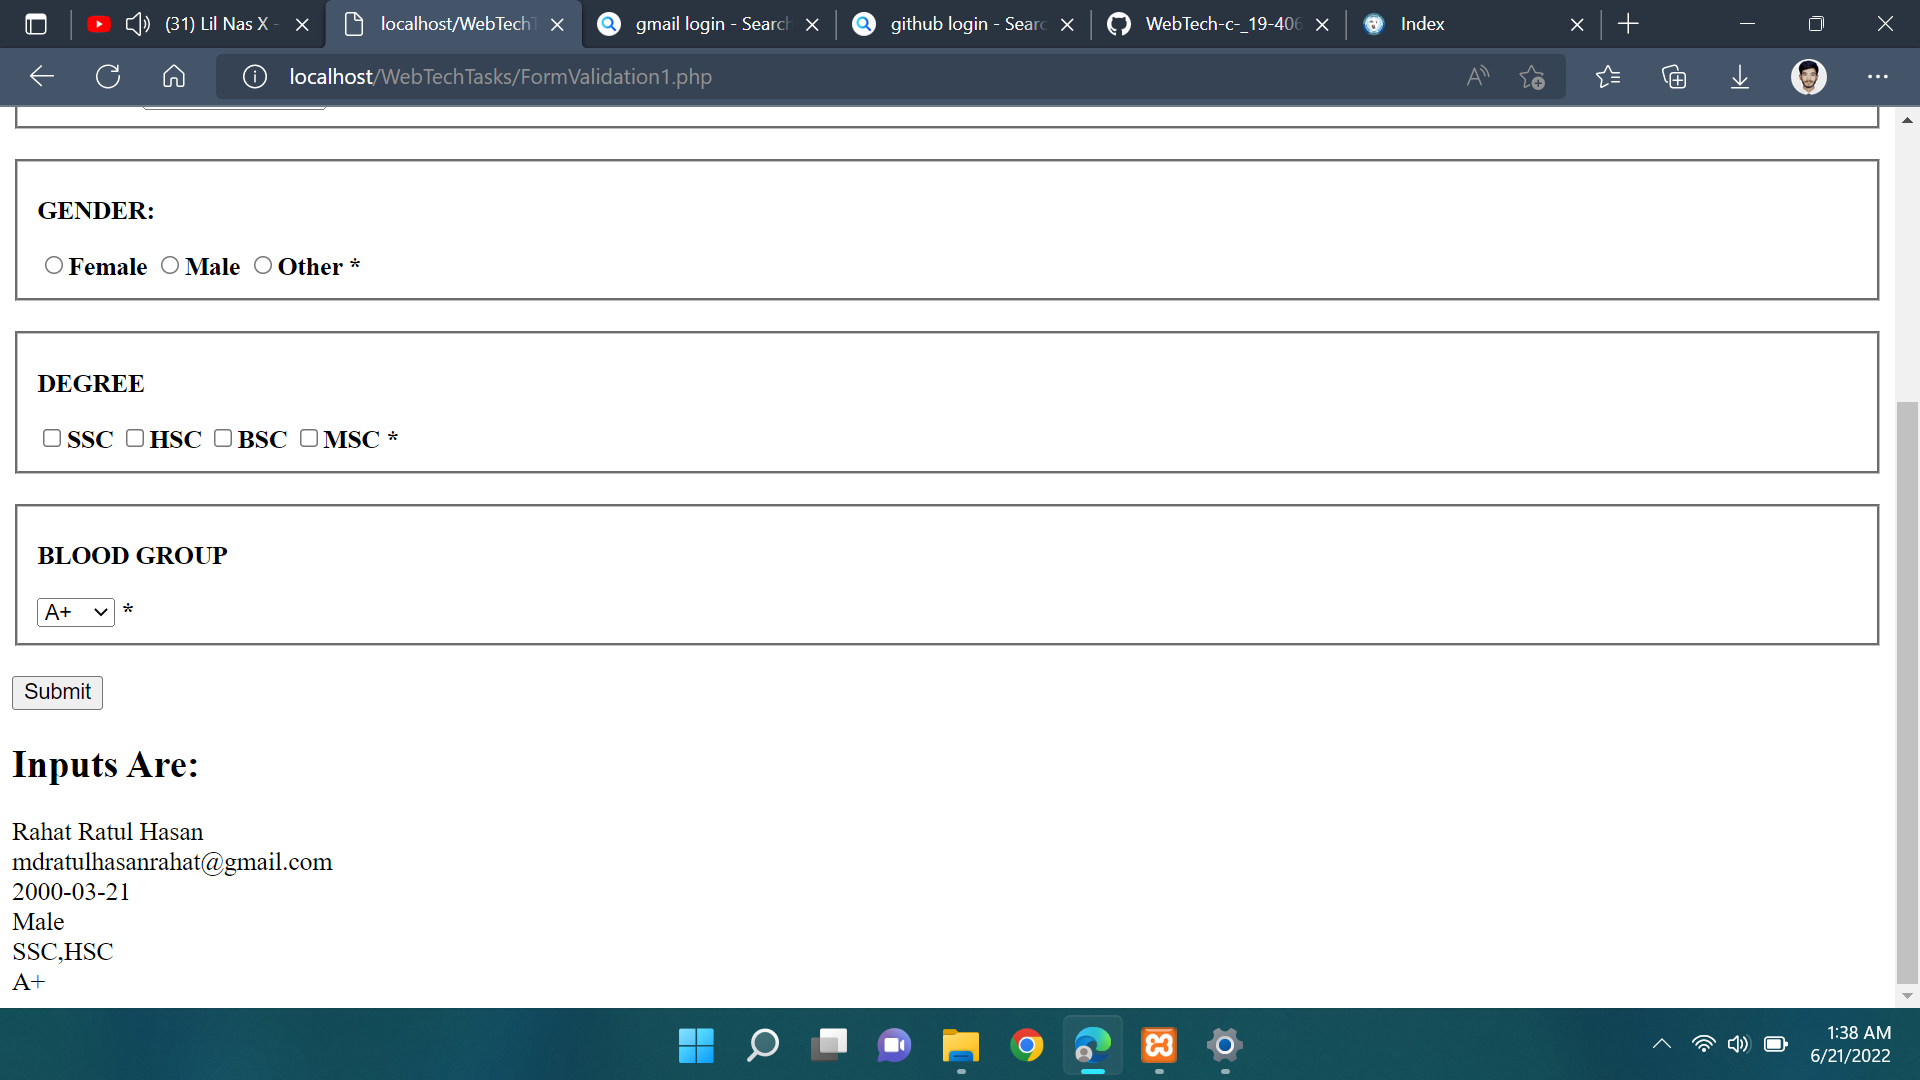 (31) Lil Nas X -
localhost/WebTechT
gmail login - Search
github login - Searc
WebTech-c-_19-406
Index
localhost/WebTechTasks/FormValidation1.php
GENDER:
Female Male Other *
DEGREE
SSC HSC BSC MSC *
BLOOD GROUP
A+ *
Submit
Inputs Are:
Rahat Ratul Hasan
mdratulhasanrahat@gmail.com
2000-03-21
Male
SSC,HSC
A+
1:38 AM
6/21/2022